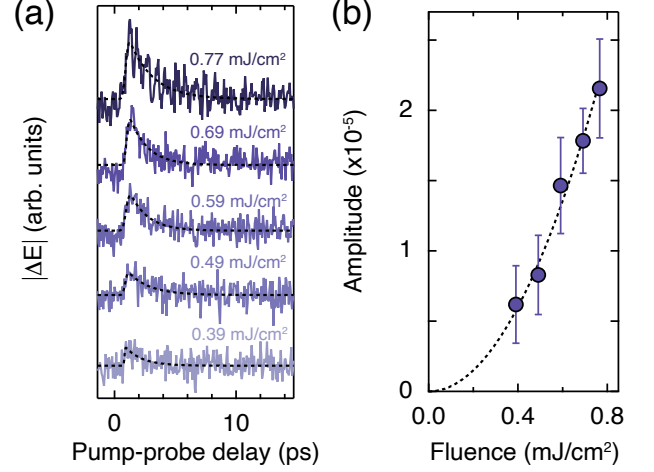 (a)
0.77 mJ/cm²
0.69 mJ/cm²
0.59 mJ/cm²
0.49 mJ/cm²
0.39 mJ/cm²
|ΔE| (arb. units)
0
10
Pump-probe delay (ps)
(b)
2
1
0
Amplitude (x10⁻⁵)
0.0
0.4
0.8
Fluence (mJ/cm²)